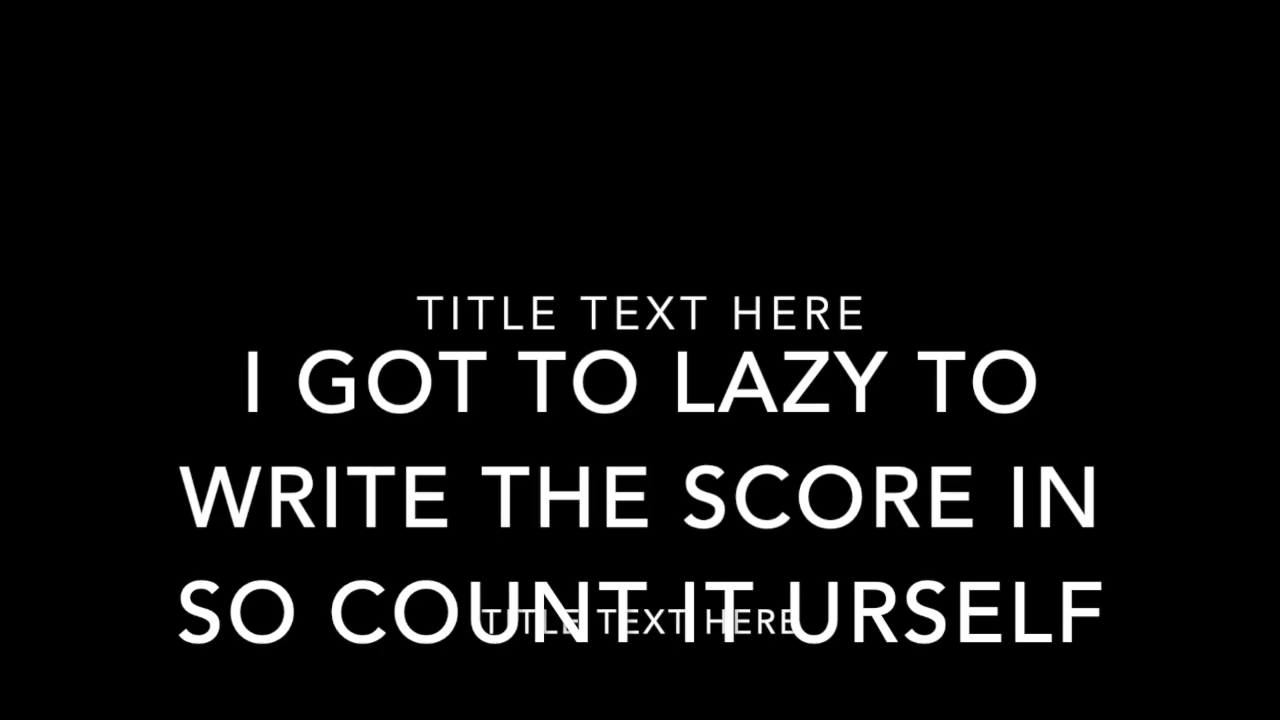 TITLE TEXT HERE
I GOT TO LAZY TO
WRITE THE SCORE IN
SO COUNT IT URSELF
TITLE TEXT HERE